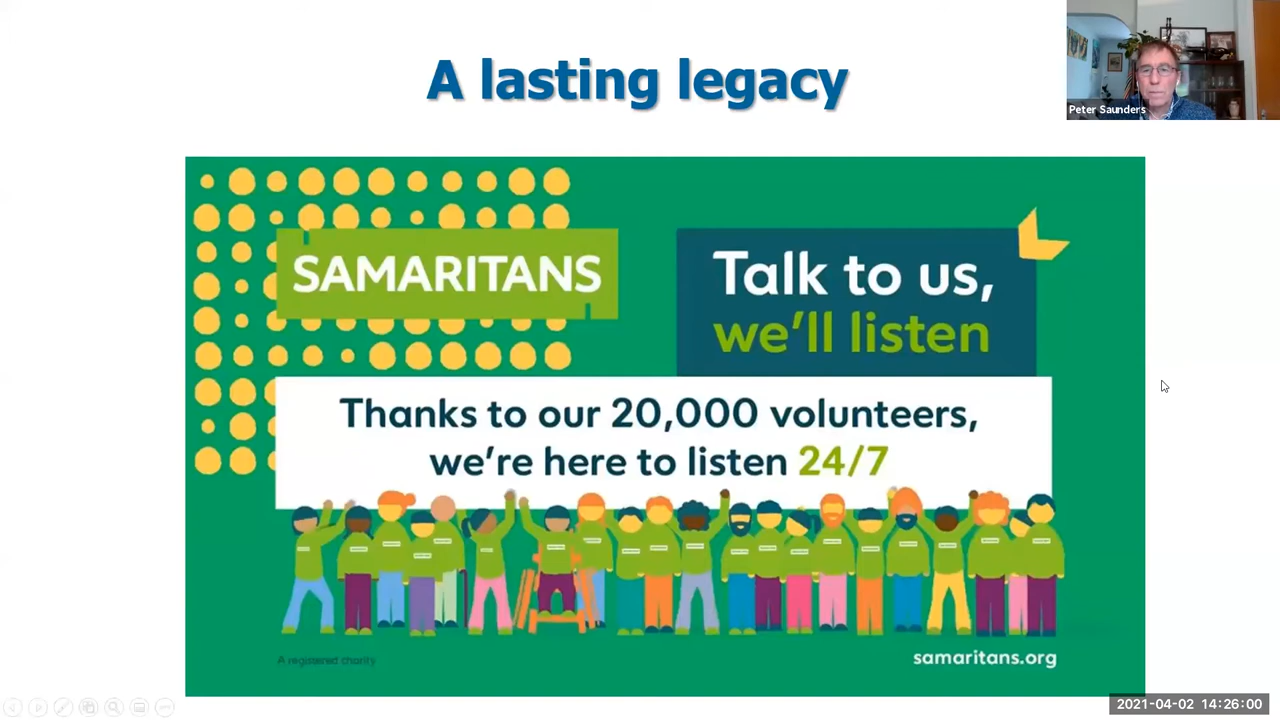 A lasting legacy
Peter Saunders
SAMARITANS
Talk to us,
we'll listen
Thanks to our 20,000 volunteers,
we're here to listen 24/7
A registered charity
samaritans.org
2021-04-02 14:26:00